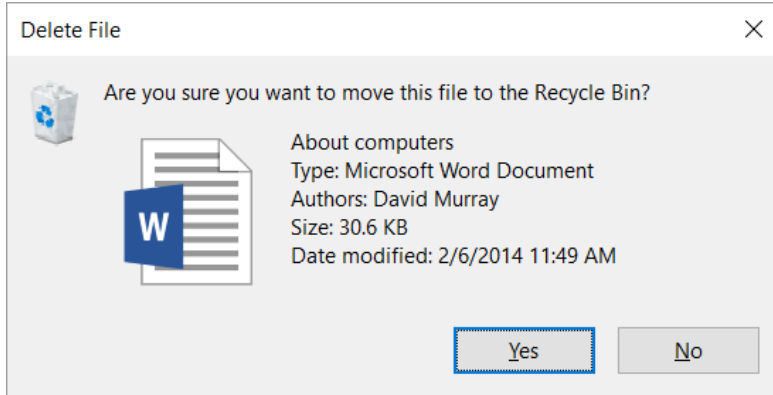 Delete File
Are you sure you want to move this file to the Recycle Bin?
About computers
Type: Microsoft Word Document
Authors: David Murray
Size: 30.6 KB
Date modified: 2/6/2014 11:49 AM
W
Yes No